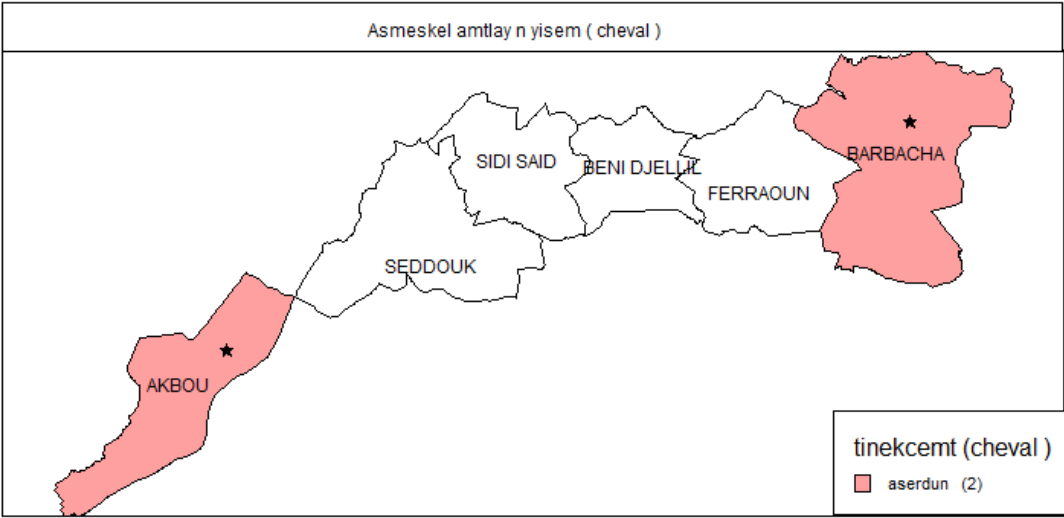 Asmeskel amtlay n yisem ( cheval )
BARBACHA
SIDI SAID
BENI DJELLIL
FERRAOUN
SEDDOUK
AKBOU
tinekcemt (cheval )
aserdun (2)